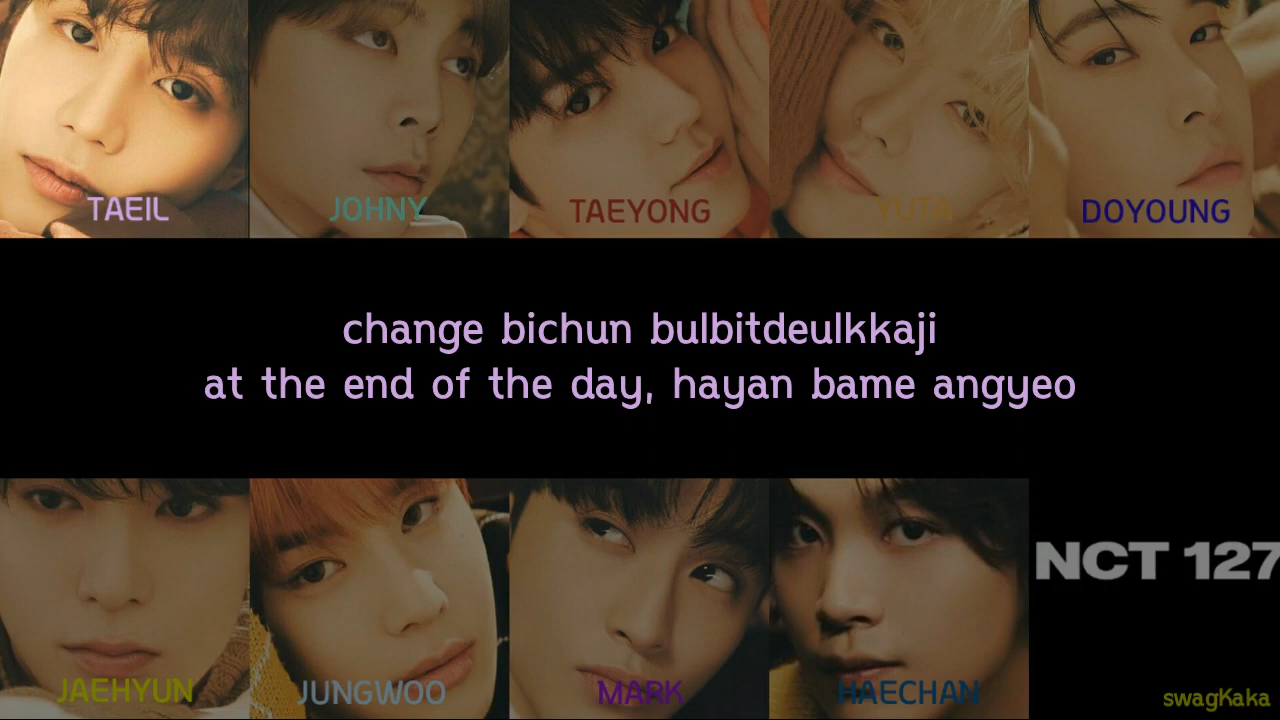 TAEIL
JOHNY
TAEYONG
YUTA
DOYOUNG
change bichun bulbitdeulkkaji
at the end of the day, hayan bame angyeo
JAEHYUN
JUNGWOO
MARK
HAECHAN
NCT 127
swagKaka